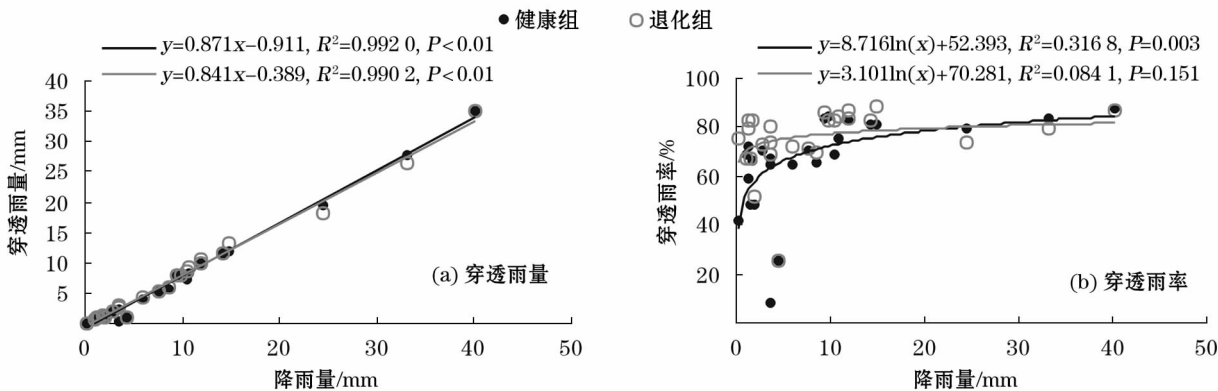 健康组 退化组
y=0.871x−0.911, R²=0.992 0, P<0.01
y=0.841x−0.389, R²=0.990 2, P<0.01
40
35
30
25
20
15
10
5
0 10 20 30 40 50
穿透雨量/mm
降雨量/mm
(a) 穿透雨量
y=8.716ln(x)+52.393, R²=0.316 8, P=0.003
y=3.101ln(x)+70.281, R²=0.084 1, P=0.151
100
80
60
40
20
0 10 20 30 40 50
穿透雨率/%
降雨量/mm
(b) 穿透雨率